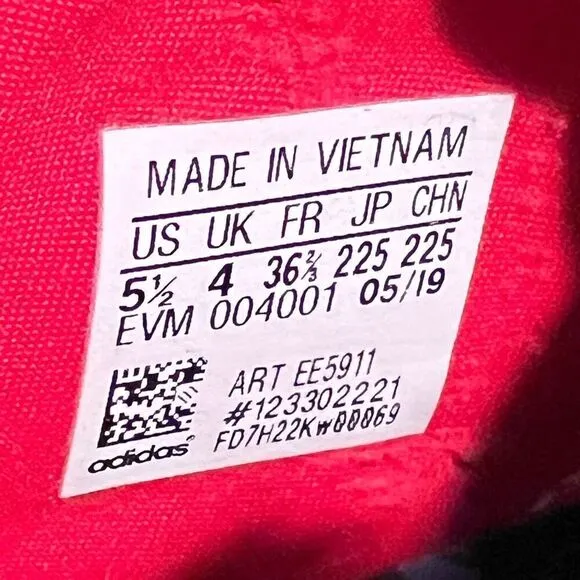 MADE IN VIETNAM
US UK FR JP CHN
5½ 4 36⅔ 225 225
EVM 004001 05/19
ART EE5911
#123302221
FD7H22KW00069
adidas